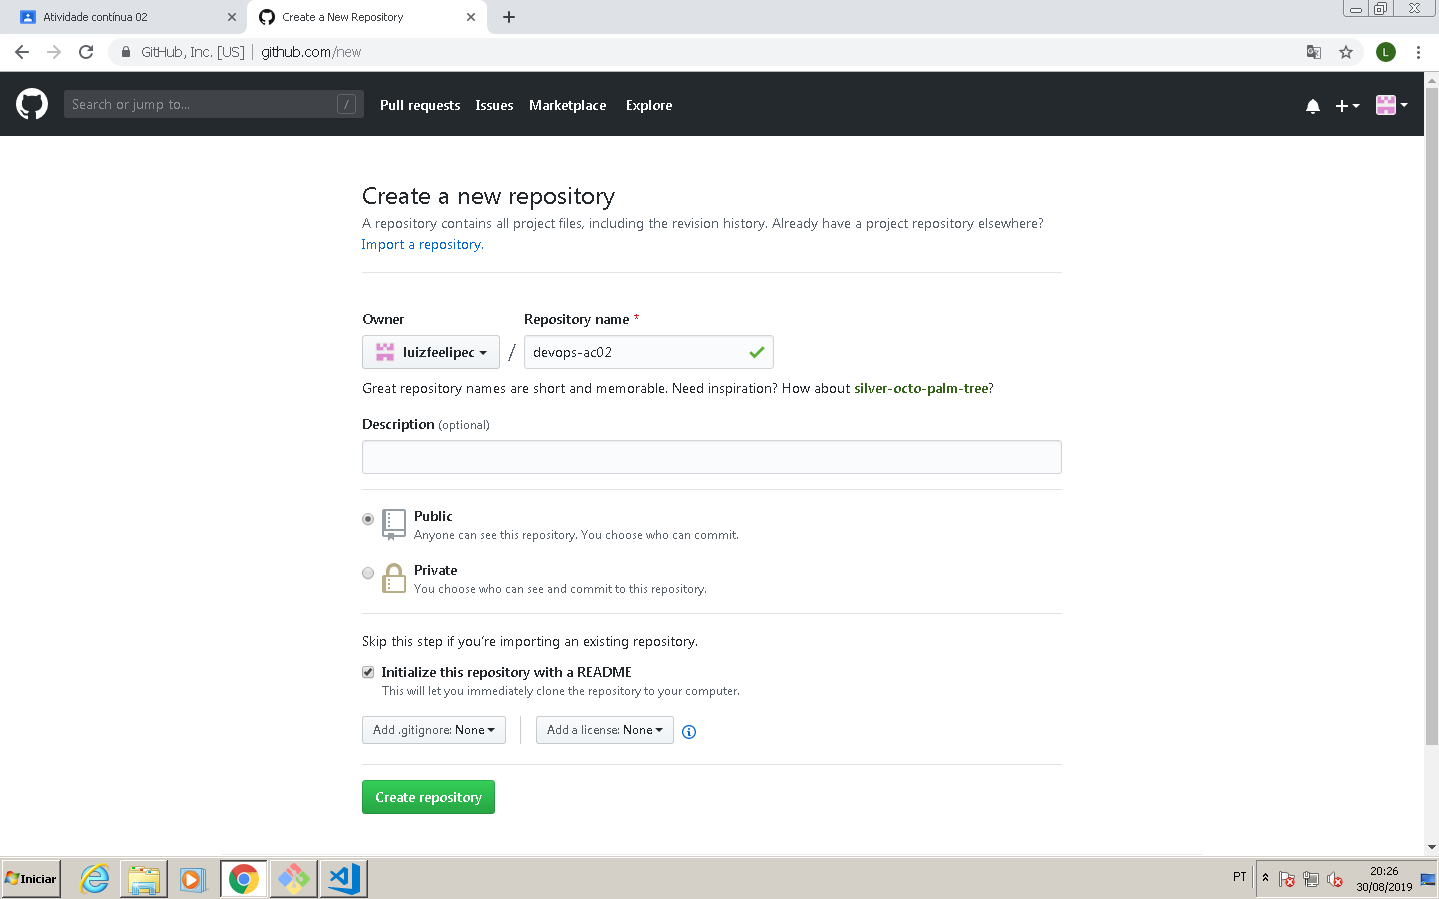 Atividade contínua 02
Create a New Repository
GitHub, Inc. [US] | github.com/new
Search or jump to... /
Pull requests Issues Marketplace Explore
Create a new repository
A repository contains all project files, including the revision history. Already have a project repository elsewhere?
Import a repository.
Owner
Repository name *
luizfeelipec / devops-ac02
Great repository names are short and memorable. Need inspiration? How about silver-octo-palm-tree?
Description (optional)
Public
Anyone can see this repository. You choose who can commit.
Private
You choose who can see and commit to this repository.
Skip this step if you're importing an existing repository.
Initialize this repository with a README
This will let you immediately clone the repository to your computer.
Add .gitignore: None
Add a license: None
Create repository
Iniciar
PT
20:26
30/08/2019
L